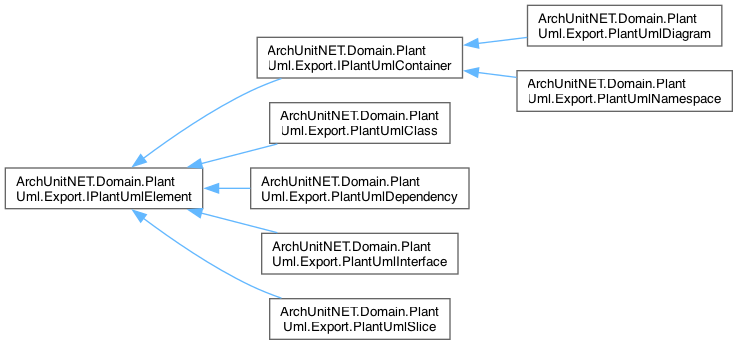 ArchUnitNET.Domain.Plant
Uml.Export.PlantUmlDiagram
ArchUnitNET.Domain.Plant
Uml.Export.IPlantUmlContainer
ArchUnitNET.Domain.Plant
Uml.Export.PlantUmlNamespace
ArchUnitNET.Domain.Plant
Uml.Export.PlantUmlClass
ArchUnitNET.Domain.Plant
Uml.Export.IPlantUmlElement
ArchUnitNET.Domain.Plant
Uml.Export.PlantUmlDependency
ArchUnitNET.Domain.Plant
Uml.Export.PlantUmlInterface
ArchUnitNET.Domain.Plant
Uml.Export.PlantUmlSlice